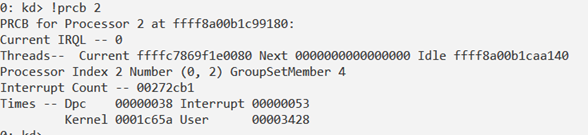 0: kd> !prcb 2
PRCB for Processor 2 at ffff8a00b1c99180:
Current IRQL -- 0
Threads-- Current ffffc7869f1e0080 Next 0000000000000000 Idle ffff8a00b1caa140
Processor Index 2 Number (0, 2) GroupSetMember 4
Interrupt Count -- 00272cb1
Times -- Dpc 00000038 Interrupt 00000053
Kernel 0001c65a User 00003428
0: kd>